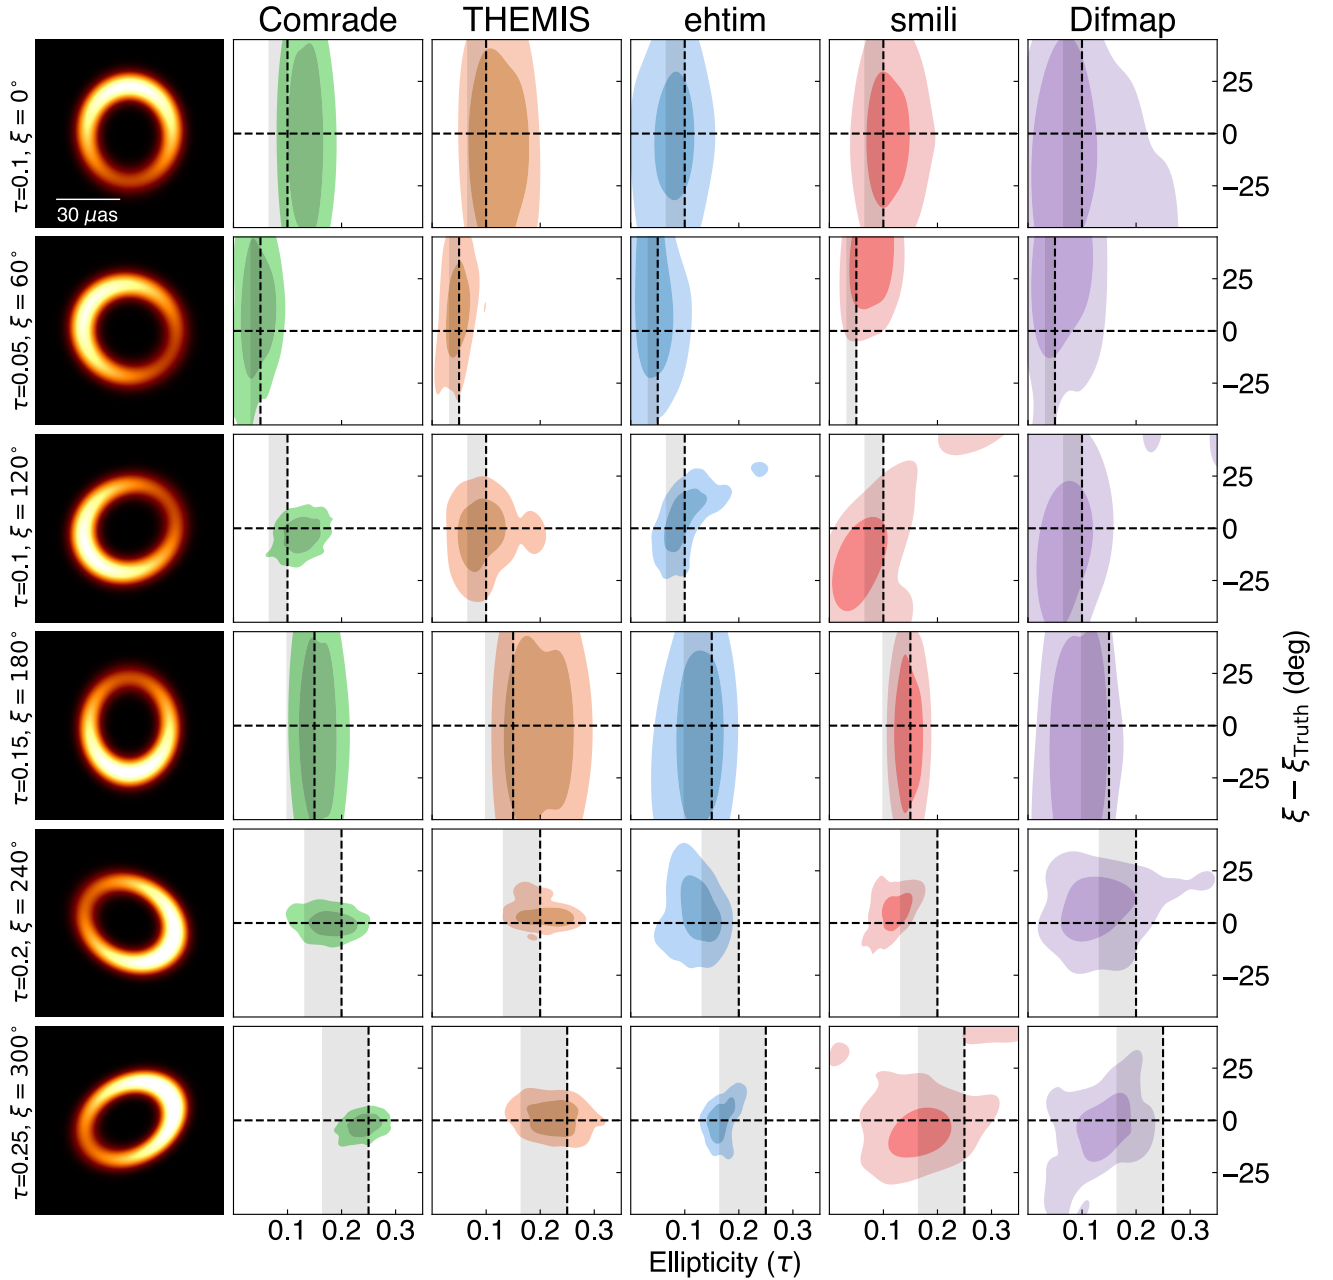 Comrade THEMIS ehtim smili Difmap
τ=0.1, ξ = 0°
30 μas
25
0
−25
τ=0.05, ξ = 60°
25
0
−25
τ=0.1, ξ = 120°
25
0
−25
τ=0.15, ξ = 180°
25
0
−25
τ=0.2, ξ = 240°
25
0
−25
τ=0.25, ξ = 300°
25
0
−25
ξ − ξTruth (deg)
0.1 0.2 0.3 0.1 0.2 0.3 0.1 0.2 0.3 0.1 0.2 0.3 0.1 0.2 0.3
Ellipticity (τ)